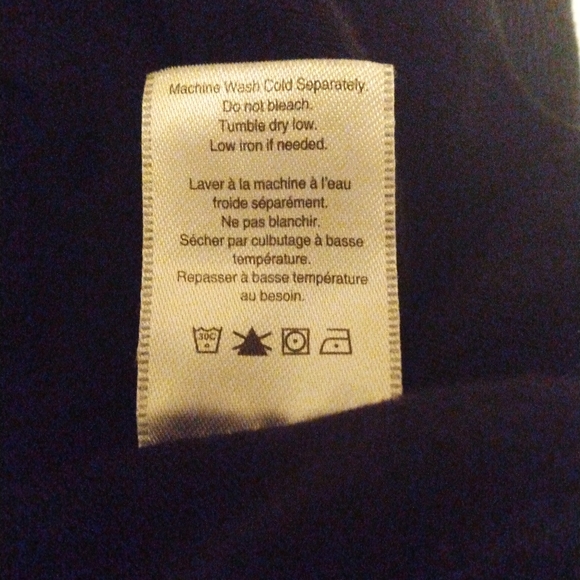 Machine Wash Cold Separately.
Do not bleach.
Tumble dry low.
Low iron if needed.
Laver à la machine à l'eau
froide séparément.
Ne pas blanchir.
Sécher par culbutage à basse
température.
Repasser à basse température
au besoin.
30C